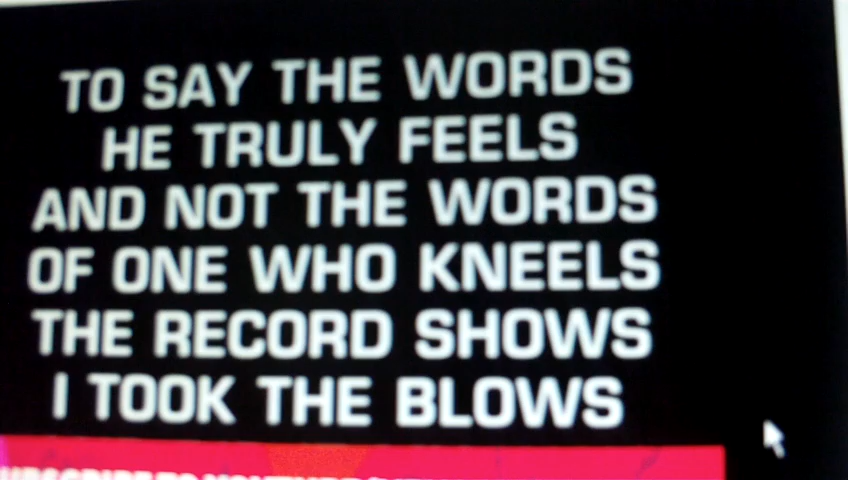 TO SAY THE WORDS
HE TRULY FEELS
AND NOT THE WORDS
OF ONE WHO KNEELS
THE RECORD SHOWS
I TOOK THE BLOWS